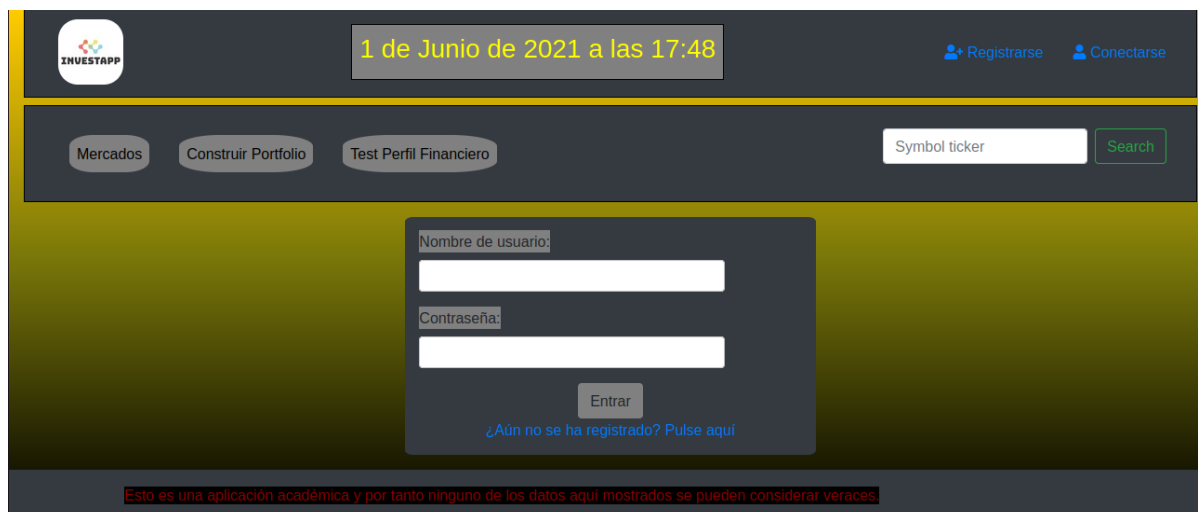 INVESTAPP
1 de Junio de 2021 a las 17:48
Registrarse
Conectarse
Mercados
Construir Portfolio
Test Perfil Financiero
Symbol ticker
Search
Nombre de usuario:
Contraseña:
Entrar
¿Aún no se ha registrado? Pulse aquí
Esto es una aplicación académica y por tanto ninguno de los datos aquí mostrados se pueden considerar veraces.